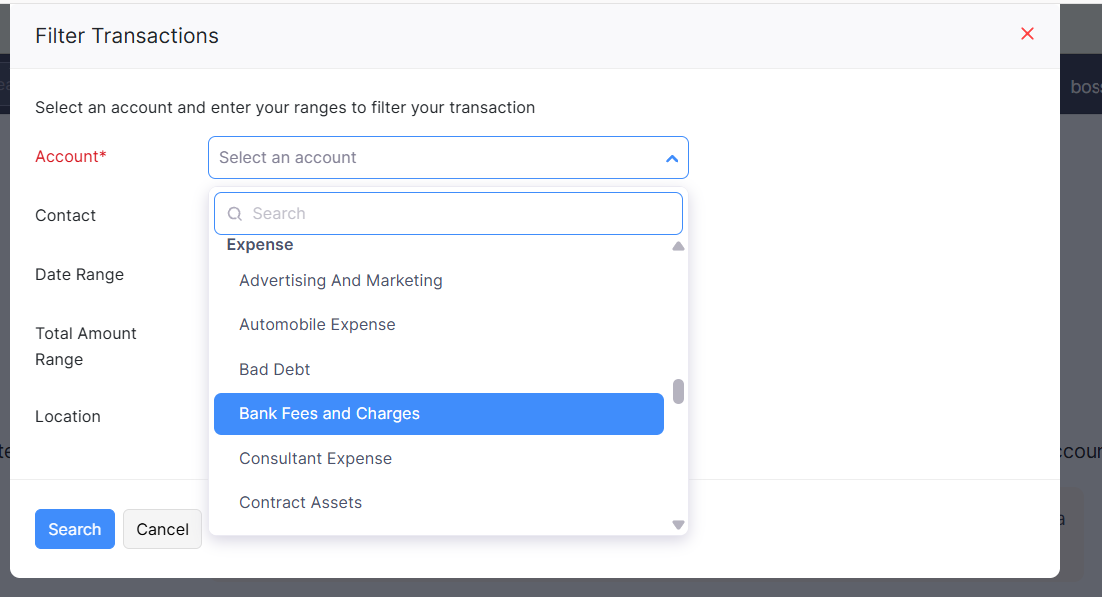 Filter Transactions
boss
Select an account and enter your ranges to filter your transaction
Account*
Select an account
Contact
Search
Expense
Date Range
Advertising And Marketing
Automobile Expense
Total Amount
Range
Bad Debt
Bank Fees and Charges
Location
Consultant Expense
Contract Assets
Search
Cancel